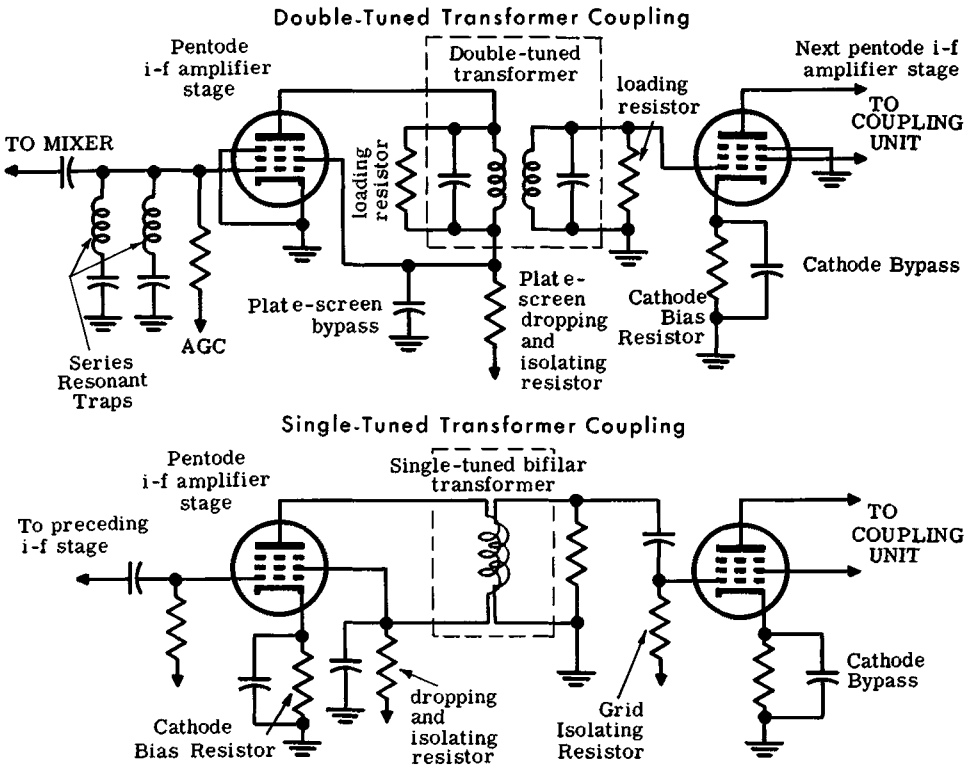 Double-Tuned Transformer Coupling
Pentode
i-f amplifier
stage
Double-tuned
transformer
loading
resistor
Next pentode i-f
amplifier stage
TO
COUPLING
UNIT
TO MIXER
loading
resistor
Series
Resonant
Traps
AGC
Plate-screen
bypass
Plate-
screen
dropping
and
isolating
resistor
Cathode
Bias
Resistor
Cathode Bypass
Single-Tuned Transformer Coupling
Pentode
i-f amplifier
stage
Single-tuned bifilar
transformer
To preceding
i-f stage
TO
COUPLING
UNIT
Cathode
Bias Resistor
dropping
and
isolating
resistor
Grid
Isolating
Resistor
Cathode
Bypass